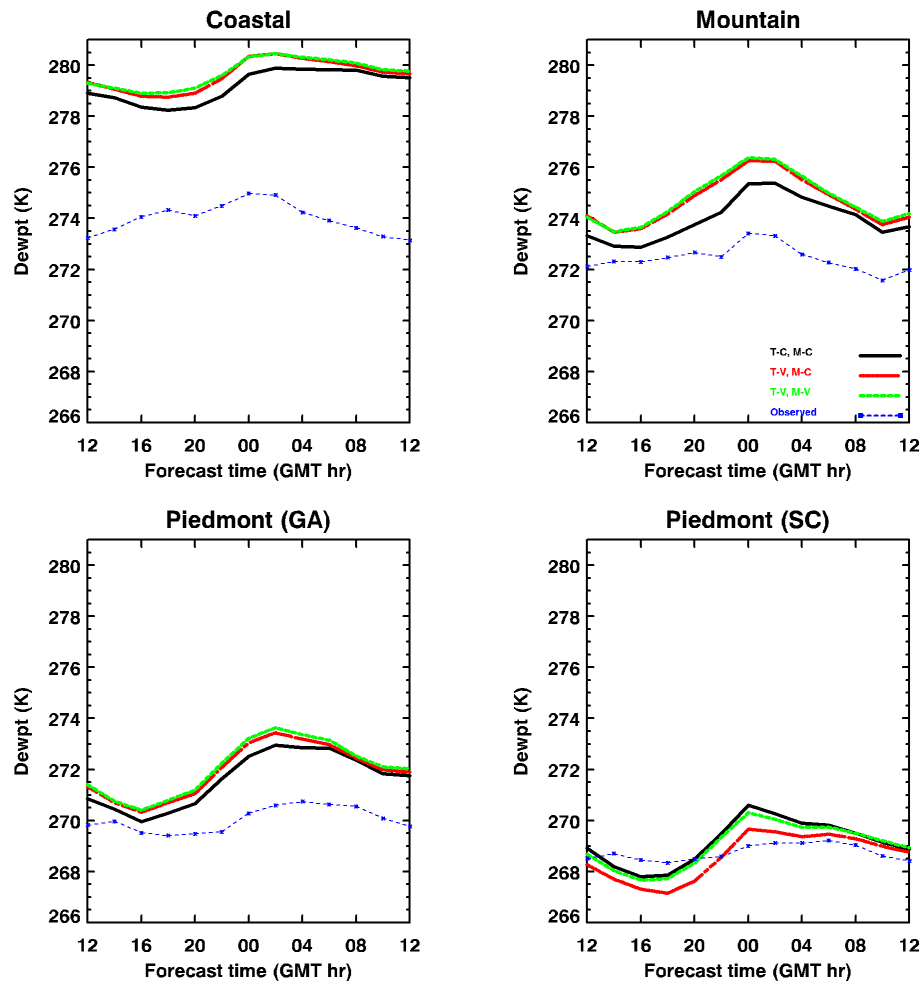 Coastal
Mountain
280
278
276
274
272
270
268
266
Dewpt (K)
12 16 20 00 04 08 12
Forecast time (GMT hr)
280
278
276
274
272
270
268
266
Dewpt (K)
T-C, M-C
T-V, M-C
T-V, M-V
Observed
12 16 20 00 04 08 12
Forecast time (GMT hr)
Piedmont (GA)
Piedmont (SC)
280
278
276
274
272
270
268
266
Dewpt (K)
12 16 20 00 04 08 12
Forecast time (GMT hr)
280
278
276
274
272
270
268
266
Dewpt (K)
12 16 20 00 04 08 12
Forecast time (GMT hr)